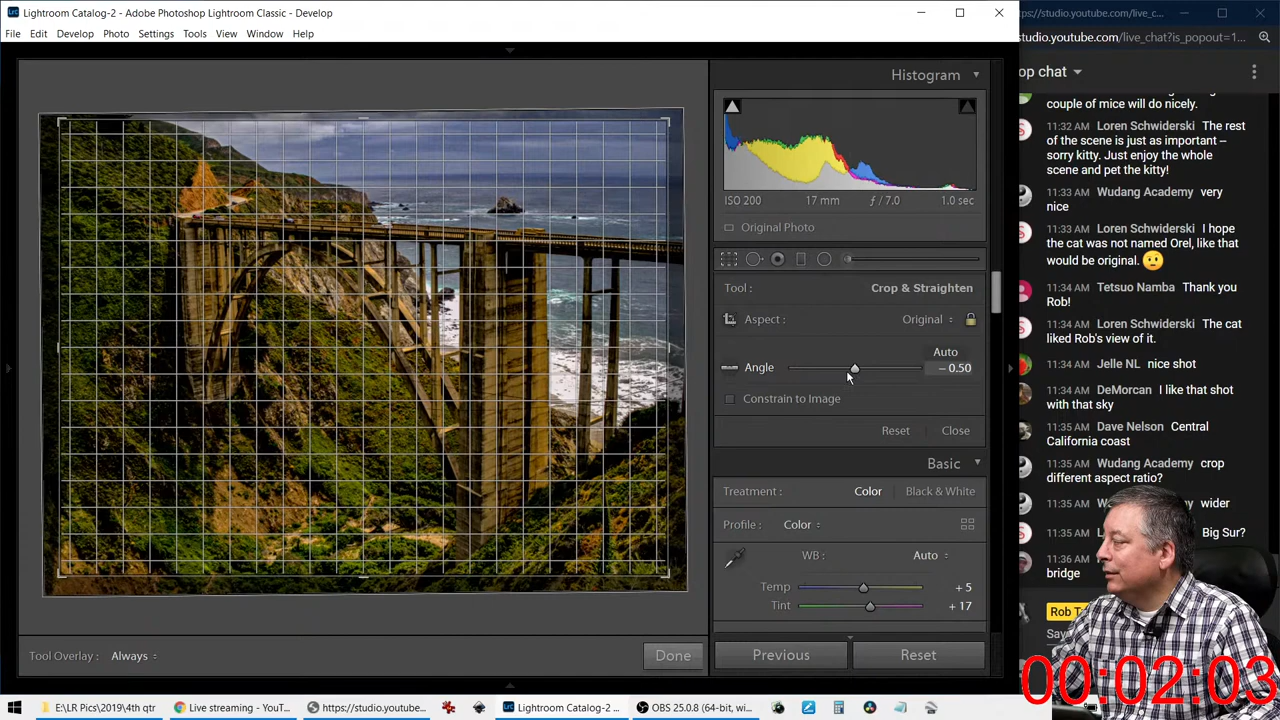 Lightroom Catalog-2 - Adobe Photoshop Lightroom Classic - Develop
File Edit Develop Photo Settings Tools View Window Help
Histogram
ISO 200 17 mm ƒ / 7.0 1.0 sec
Original Photo
Tool : Crop & Straighten
Aspect : Original
Auto
Angle – 0.50
Constrain to Image
Reset Close
Basic
Treatment : Color Black & White
Profile : Color
WB : Auto
Temp + 5
Tint + 17
Tool Overlay : Always
Done
Previous Reset
ttps://studio.youtube.com/live_c...
studio.youtube.com/live_chat?is_popout=1...
op chat
couple of mice will do nicely.
11:32 AM Loren Schwiderski The rest
of the scene is just as important –
sorry kitty. Just enjoy the whole
scene and pet the kitty!
11:33 AM Wudang Academy very
nice
11:33 AM Loren Schwiderski I hope
the cat was not named Orel, like that
would be original.
11:34 AM Tetsuo Namba Thank you
Rob!
11:34 AM Loren Schwiderski The cat
liked Rob's view of it.
11:35 AM Jelle NL nice shot
11:35 AM DeMorcan I like that shot
with that sky
11:35 AM Dave Nelson Central
California coast
11:35 AM Wudang Academy crop
different aspect ratio?
wider
Big Sur?
11:36 AM
bridge
Rob T
Say
00:02:03
E:\LR Pics\2019\4th qtr
Live streaming - YouT...
https://studio.youtube...
Lightroom Catalog-2 ...
OBS 25.0.8 (64-bit, wi...